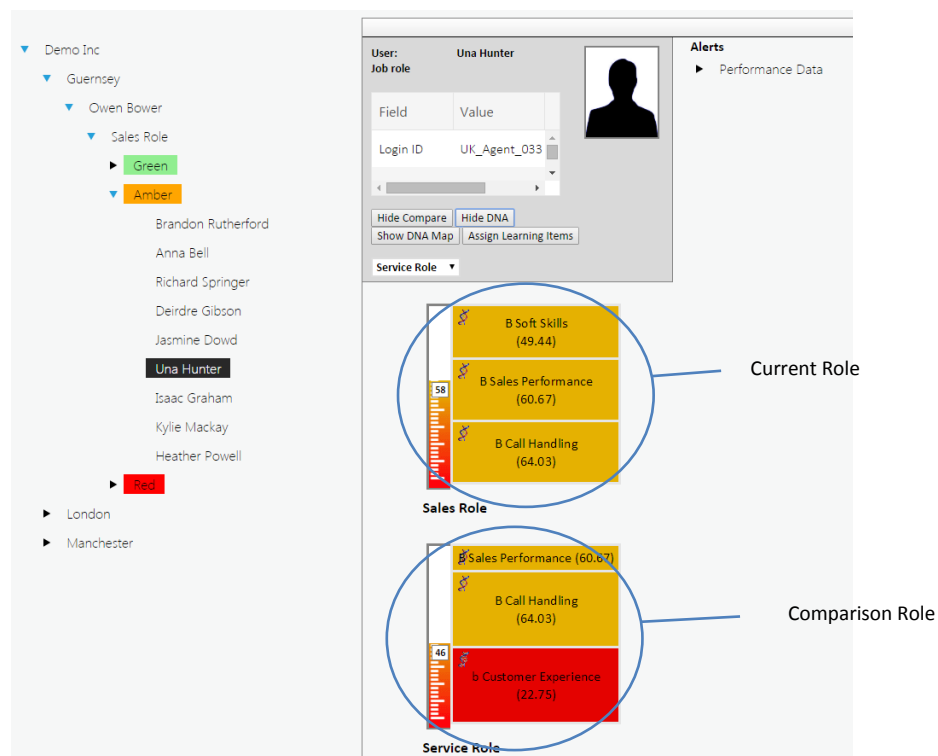 Demo Inc
Guernsey
Owen Bower
Sales Role
Green
Amber
Brandon Rutherford
Anna Bell
Richard Springer
Deirdre Gibson
Jasmine Dowd
Una Hunter
Isaac Graham
Kylie Mackay
Heather Powell
Red
London
Manchester
User: Una Hunter
Job role
Field Value
Login ID UK_Agent_033
Hide Compare Hide DNA
Show DNA Map Assign Learning Items
Service Role
Alerts
Performance Data
B Soft Skills
(49.44)
58
B Sales Performance
(60.67)
B Call Handling
(64.03)
Sales Role
Current Role
B Sales Performance (60.67)
B Call Handling
(64.03)
46
b Customer Experience
(22.75)
Service Role
Comparison Role